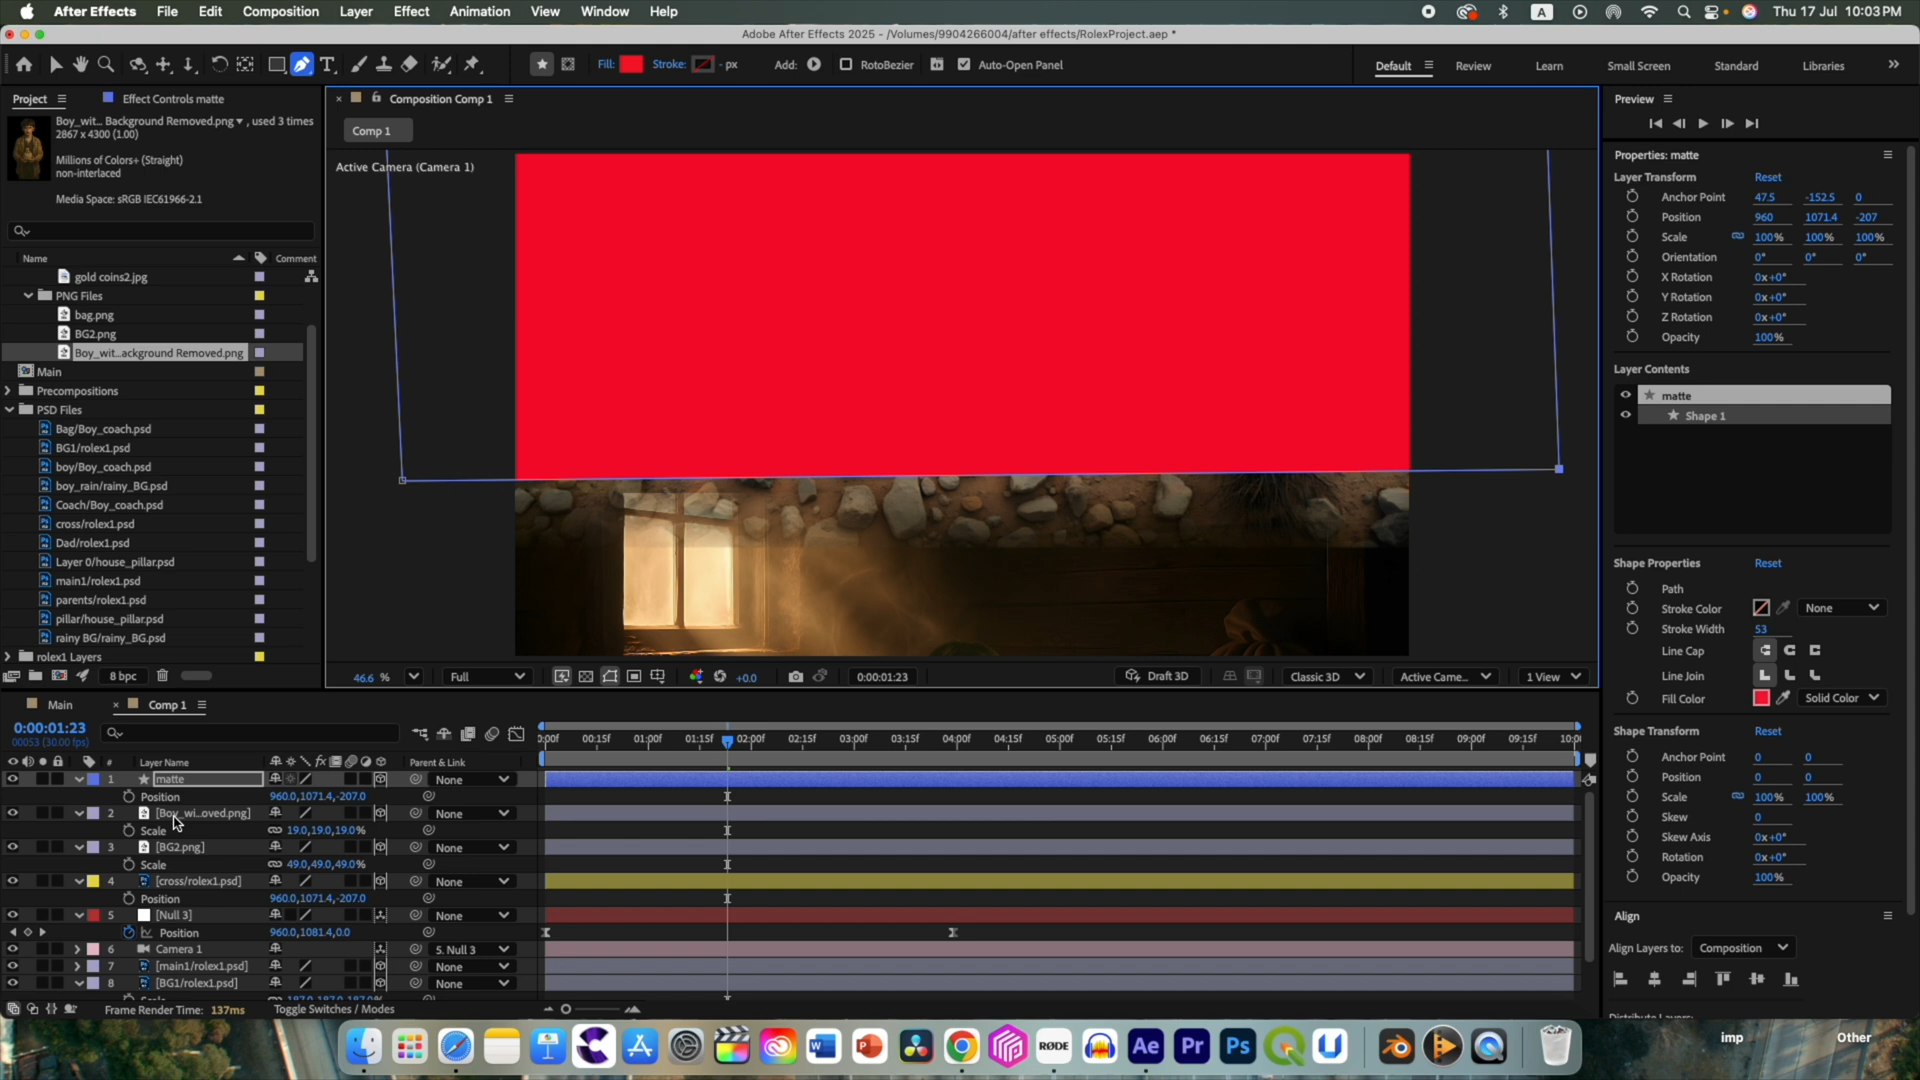 After Effects File Edit Composition Layer Effect Animation View Window Help A Thu 17 Jul 10:03 PM
Adobe After Effects 2025 - /Volumes/9904266004/after effects/RolexProject.aep *
Fill: Stroke: - px Add: RotoBezier Auto-Open Panel Default Review Learn Small Screen Standard Libraries
Project Effect Controls matte
Boy_wit... Background Removed.png , used 3 times
2867 x 4300 (1.00)
Millions of Colors+ (Straight)
non-interlaced
Media Space: sRGB IEC61966-2.1
Name Comment
gold coins2.jpg
PNG Files
bag.png
BG2.png
Boy_wit...ackground Removed.png
Main
Precompositions
PSD Files
Bag/Boy_coach.psd
BG1/rolex1.psd
boy/Boy_coach.psd
boy_rain/rainy_BG.psd
Coach/Boy_coach.psd
cross/rolex1.psd
Dad/rolex1.psd
Layer 0/house_pillar.psd
main1/rolex1.psd
parents/rolex1.psd
pillar/house_pillar.psd
rainy BG/rainy_BG.psd
rolex1 Layers
8 bpc
Composition Comp 1
Comp 1
Active Camera (Camera 1)
46.6 % Full +0.0 0:00:01:23 Draft 3D Classic 3D Active Came... 1 View
Preview
Properties: matte
Layer Transform Reset
Anchor Point 47.5 -152.5 0
Position 960 1071.4 -207
Scale 100% 100% 100%
Orientation 0° 0° 0°
X Rotation 0x+0°
Y Rotation 0x+0°
Z Rotation 0x+0°
Opacity 100%
Layer Contents
matte
Shape 1
Shape Properties Reset
Path
Stroke Color None
Stroke Width 53
Line Cap
Line Join
Fill Color Solid Color
Shape Transform Reset
Anchor Point 0 0
Position 0 0
Scale 100% 100%
Skew 0
Skew Axis 0x+0°
Rotation 0x+0°
Opacity 100%
Align
Align Layers to: Composition
Main Comp 1
0:00:01:23
00053 (30.00 fps)
00:15f 01:00f 01:15f 02:00f 02:15f 03:00f 03:15f 04:00f 04:15f 05:00f 05:15f 06:00f 06:15f 07:00f 07:15f 08:00f 08:15f 09:00f 09:15f
# Layer Name fx Parent & Link
1 matte None
Position 960.0,1071.4,-207.0
2 [Boy_wi...oved.png] None
Scale 19.0,19.0,19.0%
3 [BG2.png] None
Scale 49.0,49.0,49.0%
4 [cross/rolex1.psd] None
Position 960.0,1071.4,-207.0
5 [Null 3] None
Position 960.0,1081.4,0.0
6 Camera 1 5. Null 3
7 [main1/rolex1.psd] None
8 [BG1/rolex1.psd] None
Frame Render Time: 137ms Toggle Switches / Modes
imp Other
RØDE Ae Pr Ps